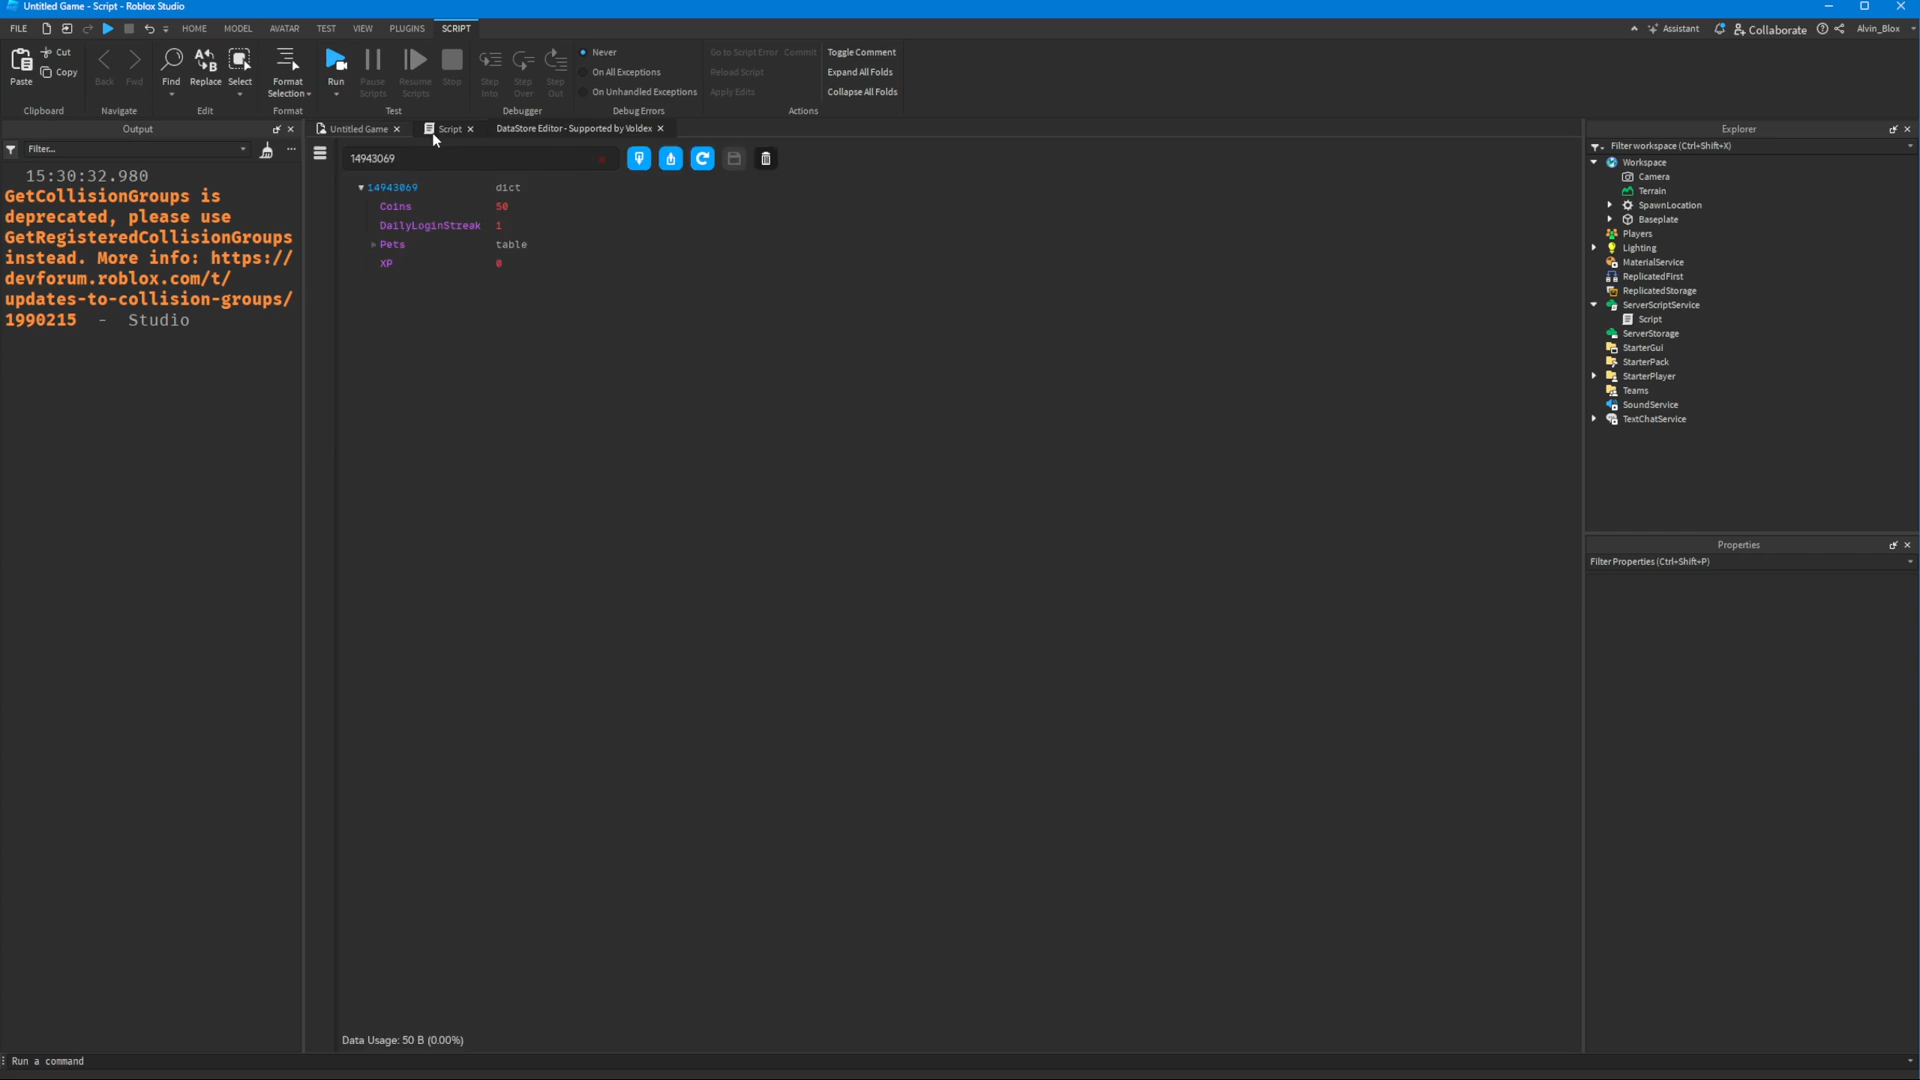 Untitled Game - Script - Roblox Studio
FILE HOME MODEL AVATAR TEST VIEW PLUGINS SCRIPT Assistant Collaborate Alvin_Blox
Paste Cut Copy Back Fwd Find Replace Select Format Selection Run Pause Scripts Resume Scripts Stop Step Into Step Over Step Out
Never
On All Exceptions
On Unhandled Exceptions
Go to Script Error Commit
Reload Script
Apply Edits
Toggle Comment
Expand All Folds
Collapse All Folds
Clipboard Navigate Edit Format Test Debugger Debug Errors Actions
Output
Filter...
15:30:32.980
GetCollisionGroups is
deprecated, please use
GetRegisteredCollisionGroups
instead. More info: https://
devforum.roblox.com/t/
updates-to-collision-groups/
1990215 - Studio
Untitled Game Script DataStore Editor - Supported by Voldex
14943069
14943069 dict
Coins 50
DailyLoginStreak 1
Pets table
XP 0
Data Usage: 50 B (0.00%)
Explorer
Filter workspace (Ctrl+Shift+X)
Workspace
Camera
Terrain
SpawnLocation
Baseplate
Players
Lighting
MaterialService
ReplicatedFirst
ReplicatedStorage
ServerScriptService
Script
ServerStorage
StarterGui
StarterPack
StarterPlayer
Teams
SoundService
TextChatService
Properties
Filter Properties (Ctrl+Shift+P)
Run a command